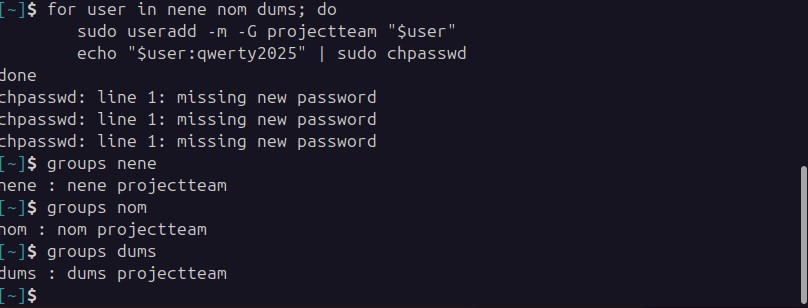 [~]$ for user in nene nom dums; do
        sudo useradd -m -G projectteam "$user"
        echo "$user:qwerty2025" | sudo chpasswd
done
chpasswd: line 1: missing new password
chpasswd: line 1: missing new password
chpasswd: line 1: missing new password
[~]$ groups nene
nene : nene projectteam
[~]$ groups nom
nom : nom projectteam
[~]$ groups dums
dums : dums projectteam
[~]$